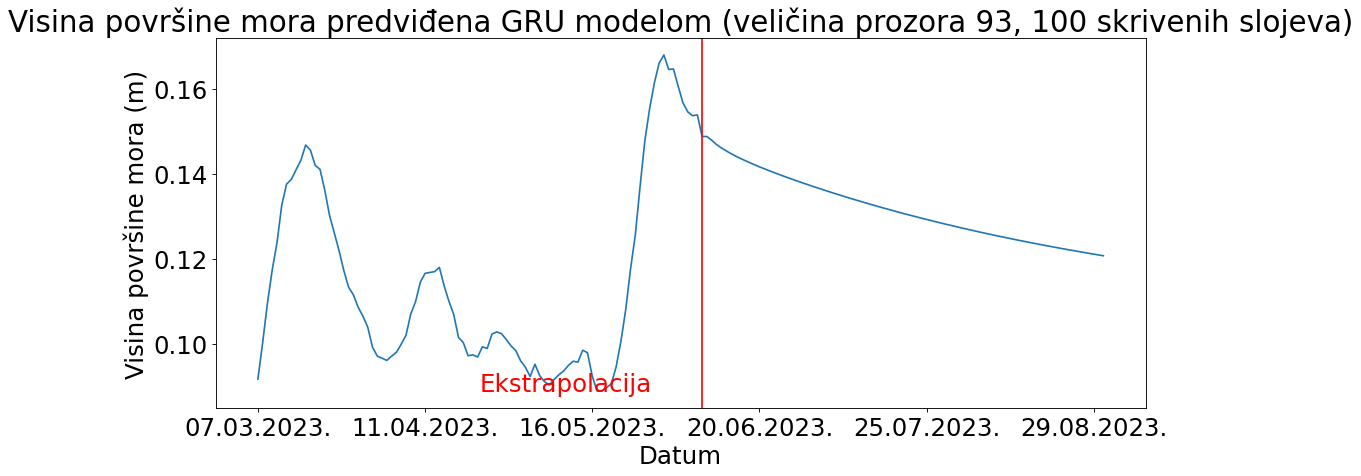 Visina površine mora predviđena GRU modelom (veličina prozora 93, 100 skrivenih slojeva)
Visina površine mora (m)
0.16
0.14
0.12
0.10
Ekstrapolacija
07.03.2023. 11.04.2023. 16.05.2023. 20.06.2023. 25.07.2023. 29.08.2023.
Datum